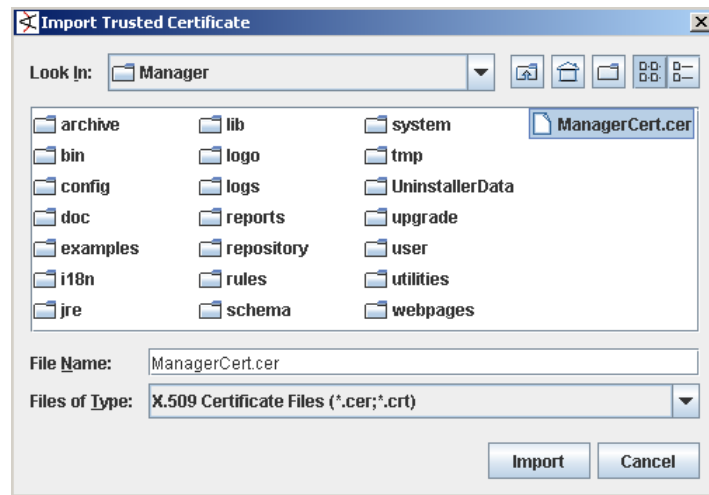 Import Trusted Certificate
Look In: Manager
archive lib system ManagerCert.cer
bin logo tmp
config logs UninstallerData
doc reports upgrade
examples repository user
i18n rules utilities
jre schema webpages
File Name: ManagerCert.cer
Files of Type: X.509 Certificate Files (*.cer;*.crt)
Import Cancel